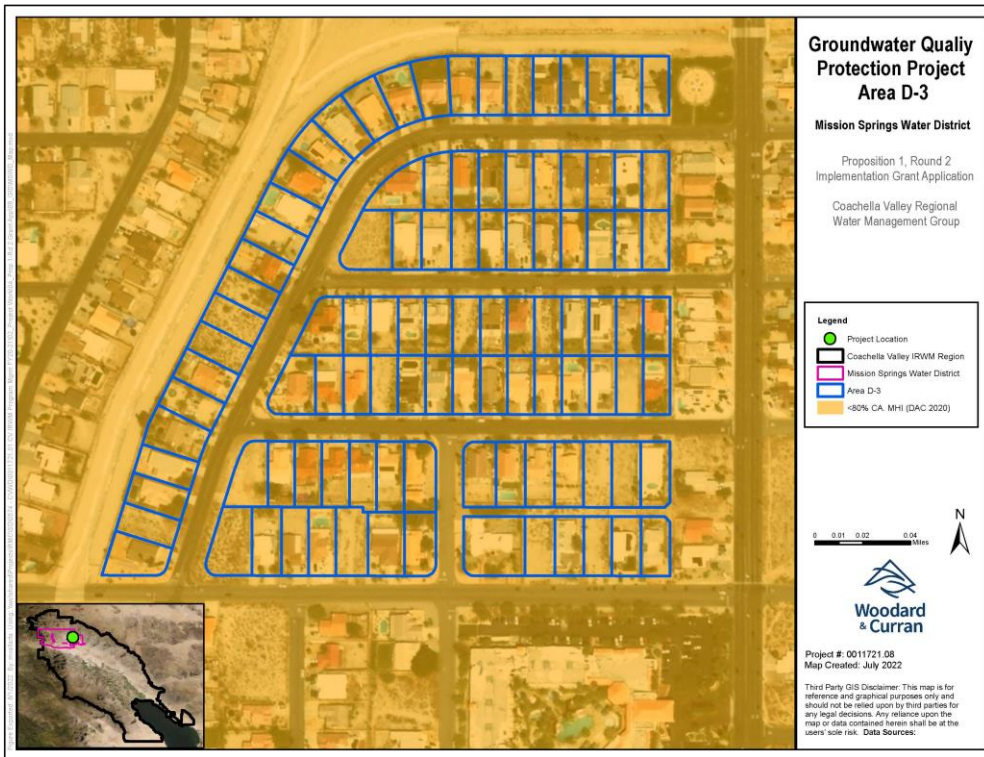 Groundwater Qualiy
Protection Project
Area D-3
Mission Springs Water District
Proposition 1, Round 2
Implementation Grant Application
Coachella Valley Regional
Water Management Group
Legend
Project Location
Coachella Valley IRWM Region
Mission Springs Water District
Area D-3
<80% CA. MHI (DAC 2020)
N
0 0.01 0.02 0.04
Miles
Woodard
& Curran
Project #: 0011721.08
Map Created: July 2022
Third Party GIS Disclaimer: This map is for
reference and graphical purposes only and
should not be relied upon by third parties for
any legal decisions. Any reliance upon the
map or data contained herein shall be at the
users' sole risk. Data Sources: